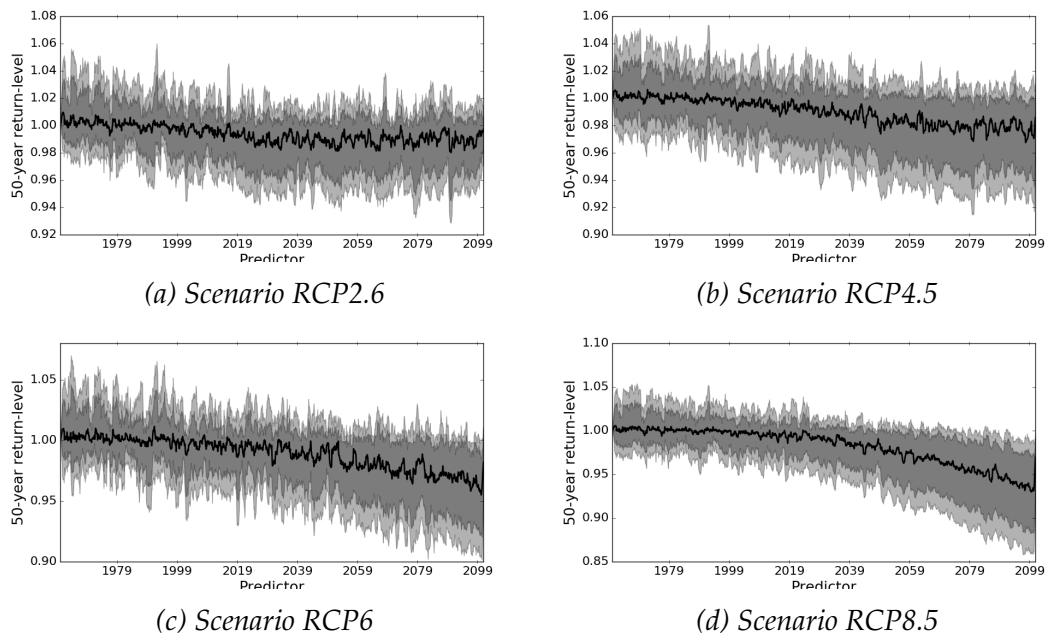 1.08
1.06
1.04
1.02
1.00
0.98
0.96
0.94
0.92
50-year return-level
1979 1999 2019 2039 2059 2079 2099
Predictor
(a) Scenario RCP2.6
1.06
1.04
1.02
1.00
0.98
0.96
0.94
0.92
0.90
50-year return-level
1979 1999 2019 2039 2059 2079 2099
Predictor
(b) Scenario RCP4.5
1.05
1.00
0.95
0.90
50-year return-level
1979 1999 2019 2039 2059 2079 2099
Predictor
(c) Scenario RCP6
1.10
1.05
1.00
0.95
0.90
0.85
50-year return-level
1979 1999 2019 2039 2059 2079 2099
Predictor
(d) Scenario RCP8.5